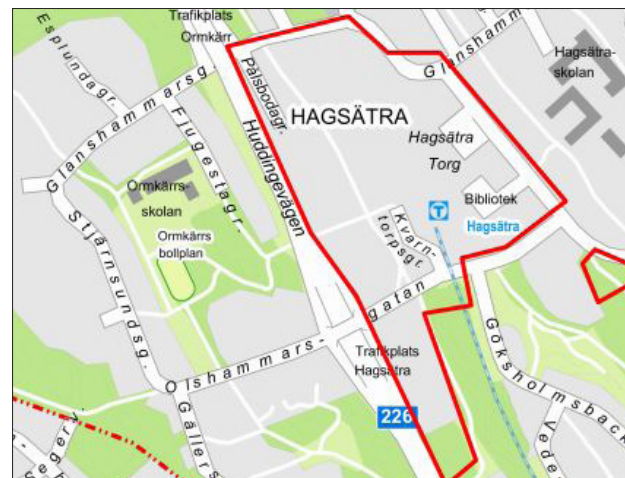 Trafikplats
Ormkärr
Esplundagr.
Glanshammarsg.
Pålsbodagr.
Flugestagr.
Huddingevägen
HAGSÄTRA
Glanshamm
Hagsätra-
skolan
Hagsätra
Torg
Bibliotek
T
Hagsätra
Ormkärrs-
skolan
Ormkärrs
bollplan
Stjärnsundsg.
Kvarn-
torpsgr.
Olshammars-
gatan
Trafikplats
Hagsätra
226
Gällers
Segerv.
Göksholmsback
Vede